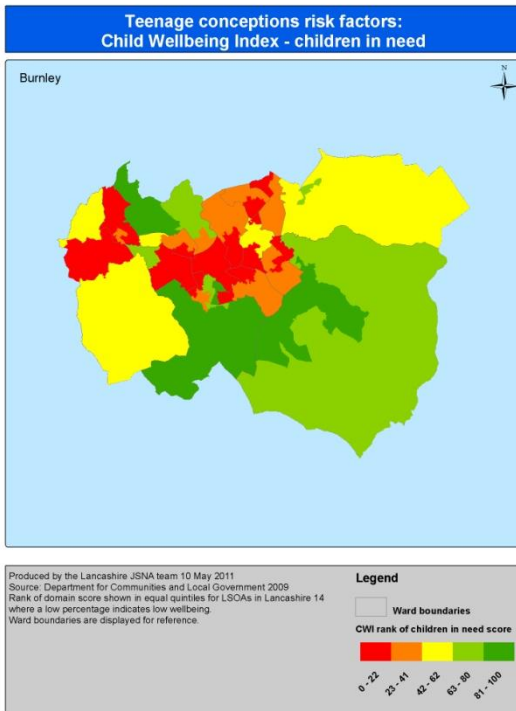 Teenage conceptions risk factors:
Child Wellbeing Index - children in need
Burnley
N
Produced by the Lancashire JSNA team 10 May 2011
Source: Department for Communities and Local Government 2009
Rank of domain score shown in equal quintiles for LSOAs in Lancashire 14
where a low percentage indicates low wellbeing.
Ward boundaries are displayed for reference.
Legend
Ward boundaries
CWI rank of children in need score
0 - 22
23 - 41
42 - 62
63 - 80
81 - 100